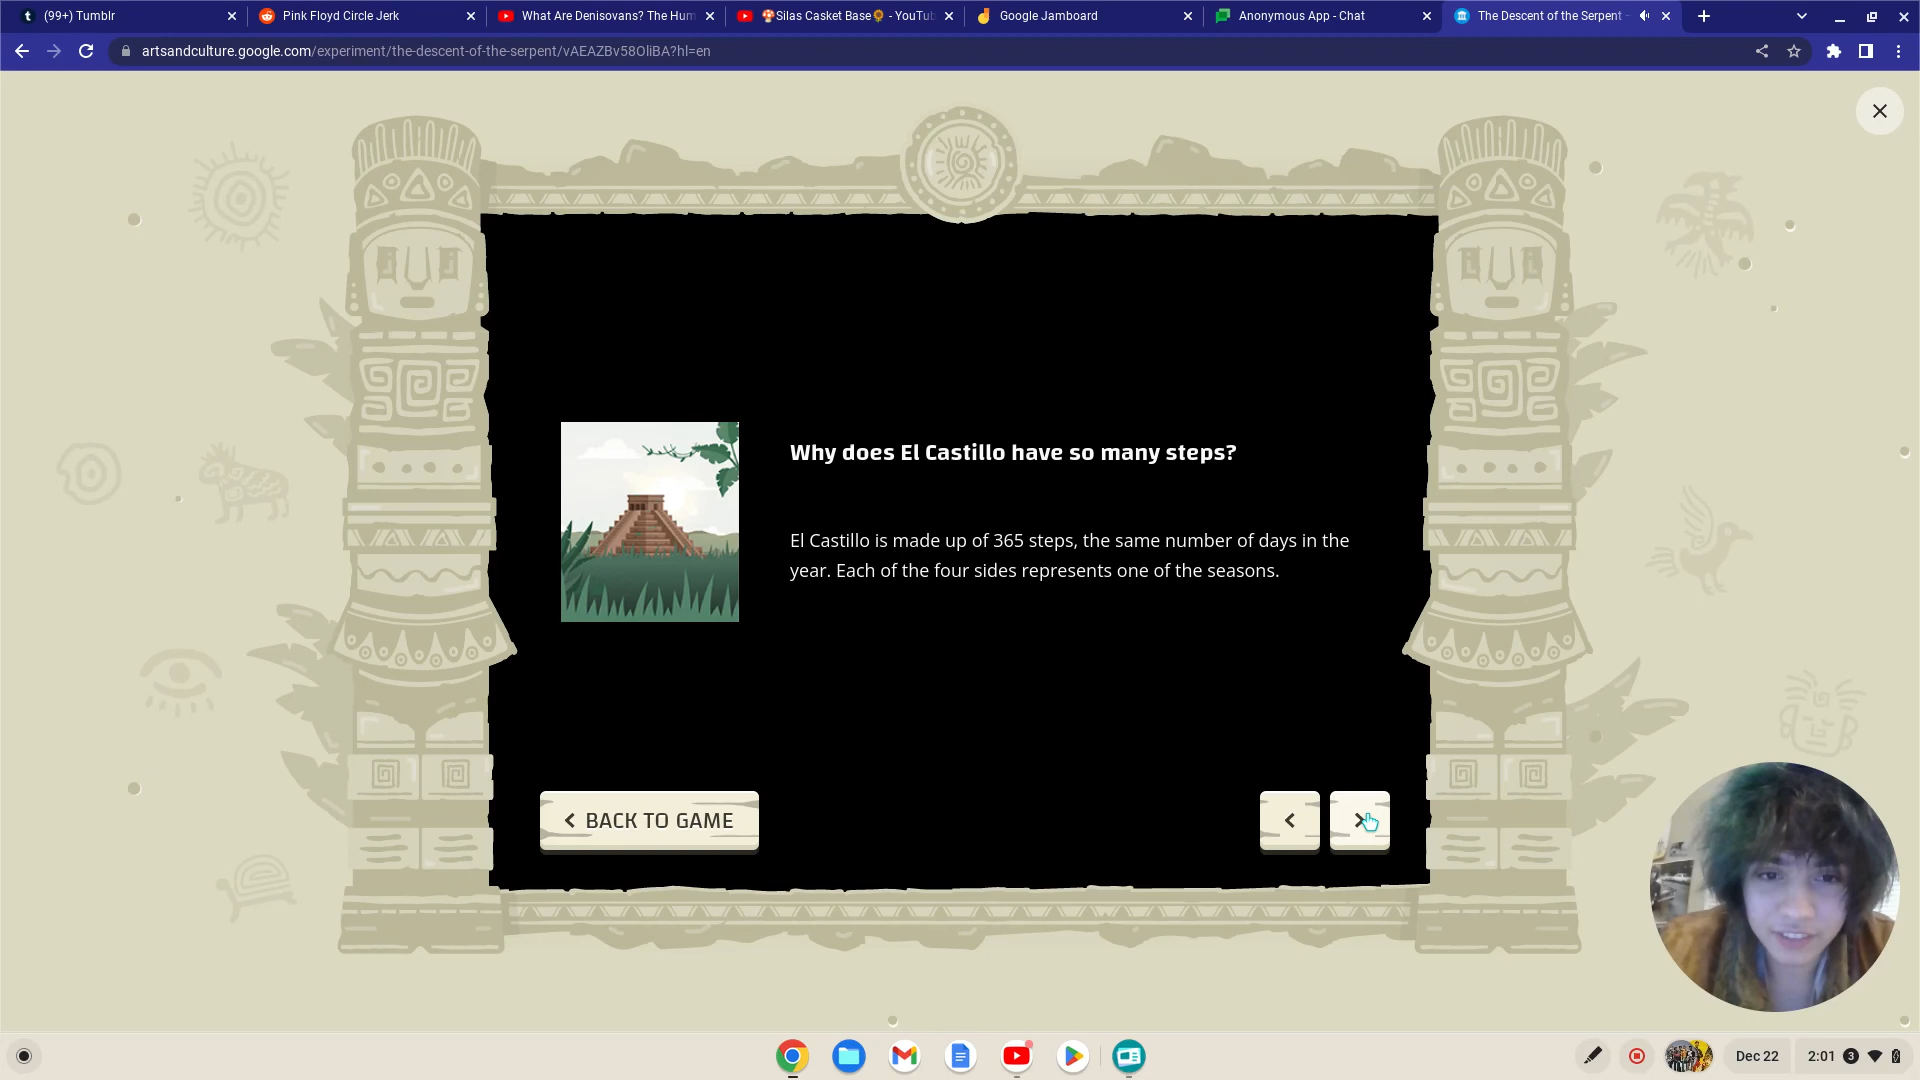 (99+) Tumblr
Pink Floyd Circle Jerk
What Are Denisovans? The Hum
🍄Silas Casket Base🌻 - YouTub
Google Jamboard
Anonymous App - Chat
The Descent of the Serpent -
artsandculture.google.com/experiment/the-descent-of-the-serpent/vAEAZBv58OliBA?hl=en
Why does El Castillo have so many steps?
El Castillo is made up of 365 steps, the same number of days in the
year. Each of the four sides represents one of the seasons.
BACK TO GAME
Dec 22
2:01
3